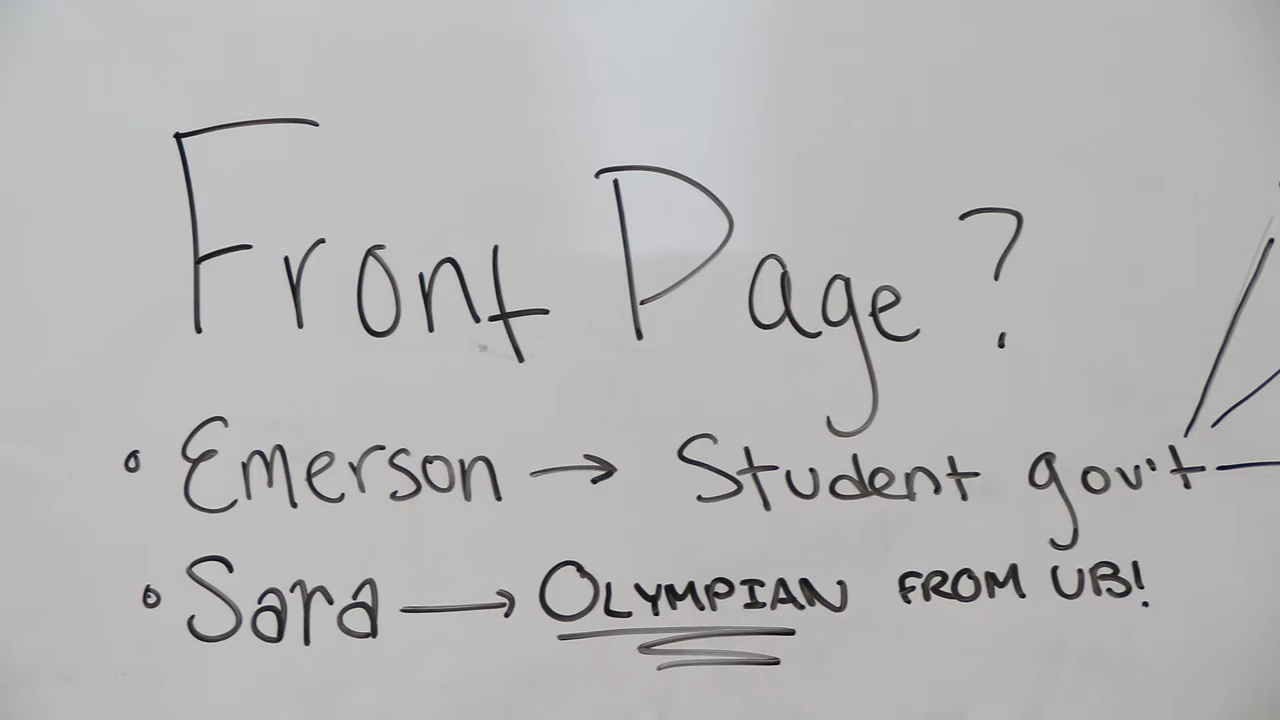 Front Page?
• Emerson → Student gov't
• Sara → OLYMPIAN FROM UB!